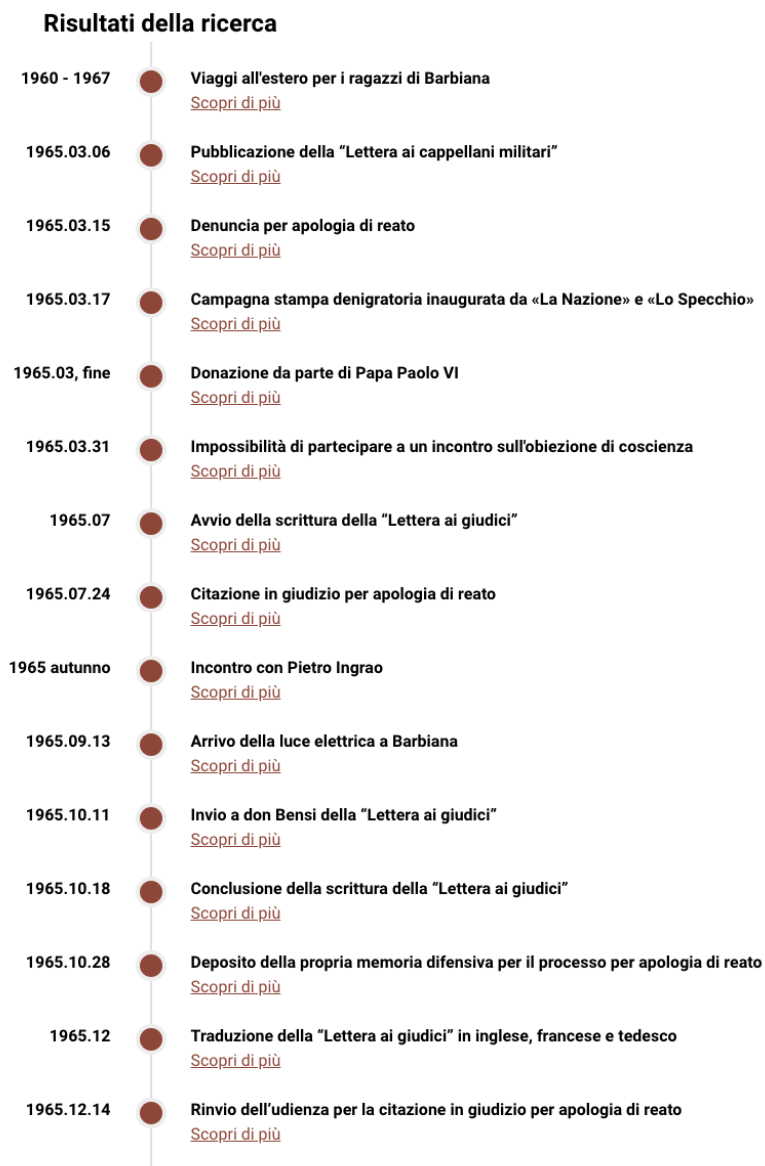 Risultati della ricerca
1960 - 1967
Viaggi all'estero per i ragazzi di Barbiana
Scopri di più
1965.03.06
Pubblicazione della “Lettera ai cappellani militari”
Scopri di più
1965.03.15
Denuncia per apologia di reato
Scopri di più
1965.03.17
Campagna stampa denigratoria inaugurata da «La Nazione» e «Lo Specchio»
Scopri di più
1965.03, fine
Donazione da parte di Papa Paolo VI
Scopri di più
1965.03.31
Impossibilità di partecipare a un incontro sull'obiezione di coscienza
Scopri di più
1965.07
Avvio della scrittura della “Lettera ai giudici”
Scopri di più
1965.07.24
Citazione in giudizio per apologia di reato
Scopri di più
1965 autunno
Incontro con Pietro Ingrao
Scopri di più
1965.09.13
Arrivo della luce elettrica a Barbiana
Scopri di più
1965.10.11
Invio a don Bensi della “Lettera ai giudici”
Scopri di più
1965.10.18
Conclusione della scrittura della “Lettera ai giudici”
Scopri di più
1965.10.28
Deposito della propria memoria difensiva per il processo per apologia di reato
Scopri di più
1965.12
Traduzione della “Lettera ai giudici” in inglese, francese e tedesco
Scopri di più
1965.12.14
Rinvio dell’udienza per la citazione in giudizio per apologia di reato
Scopri di più